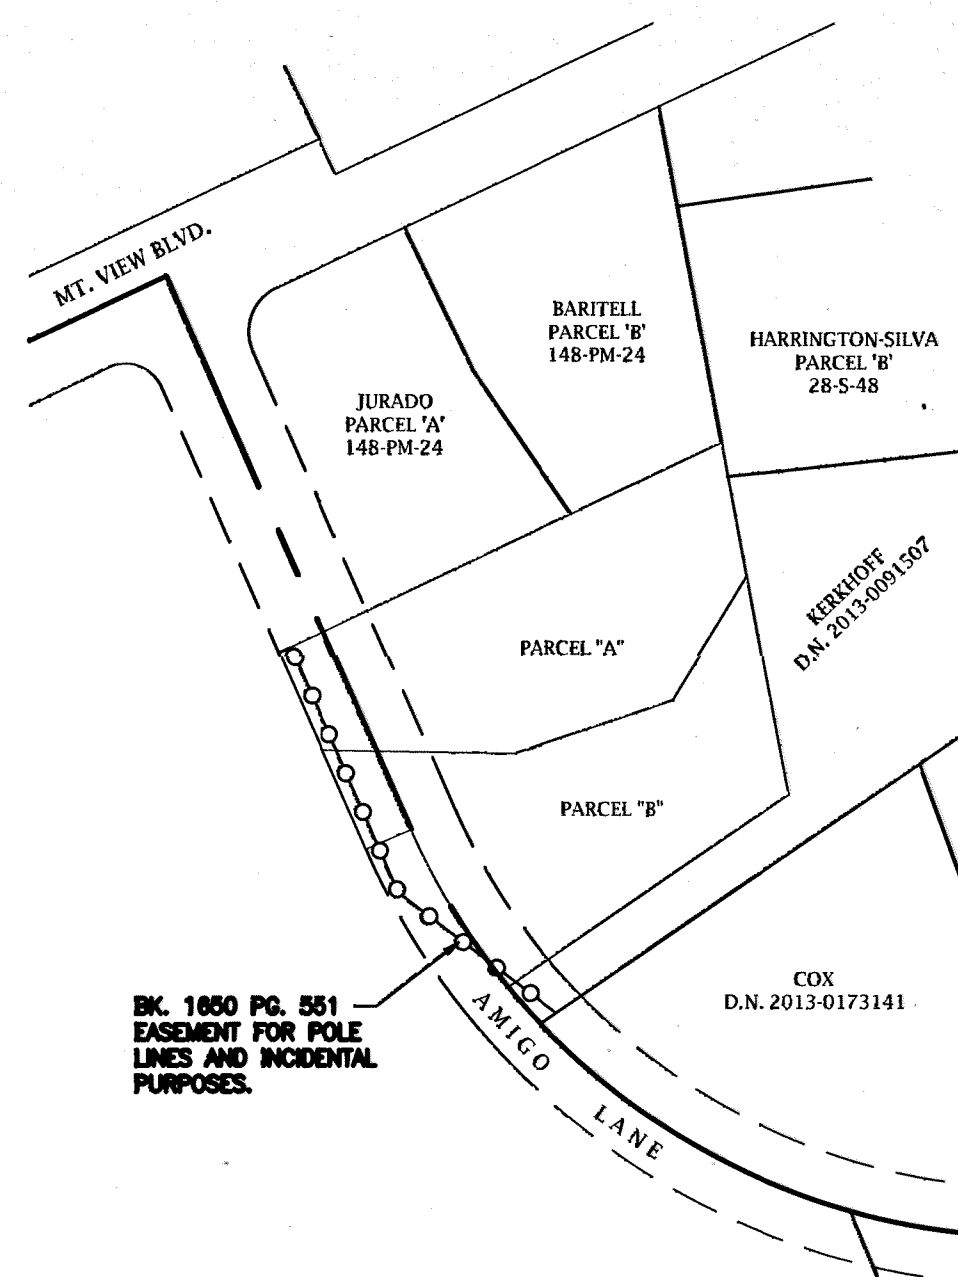 MT. VIEW BLVD.
BARITELL
PARCEL 'B'
148-PM-24
HARRINGTON-SILVA
PARCEL 'B'
28-S-48
JURADO
PARCEL 'A'
148-PM-24
KERKHOFF
D.N. 2013-0091507
PARCEL "A"
PARCEL "B"
COX
D.N. 2013-0173141
BK. 1650 PG. 551
EASEMENT FOR POLE
LINES AND INCIDENTAL
PURPOSES.
AMIGO LANE